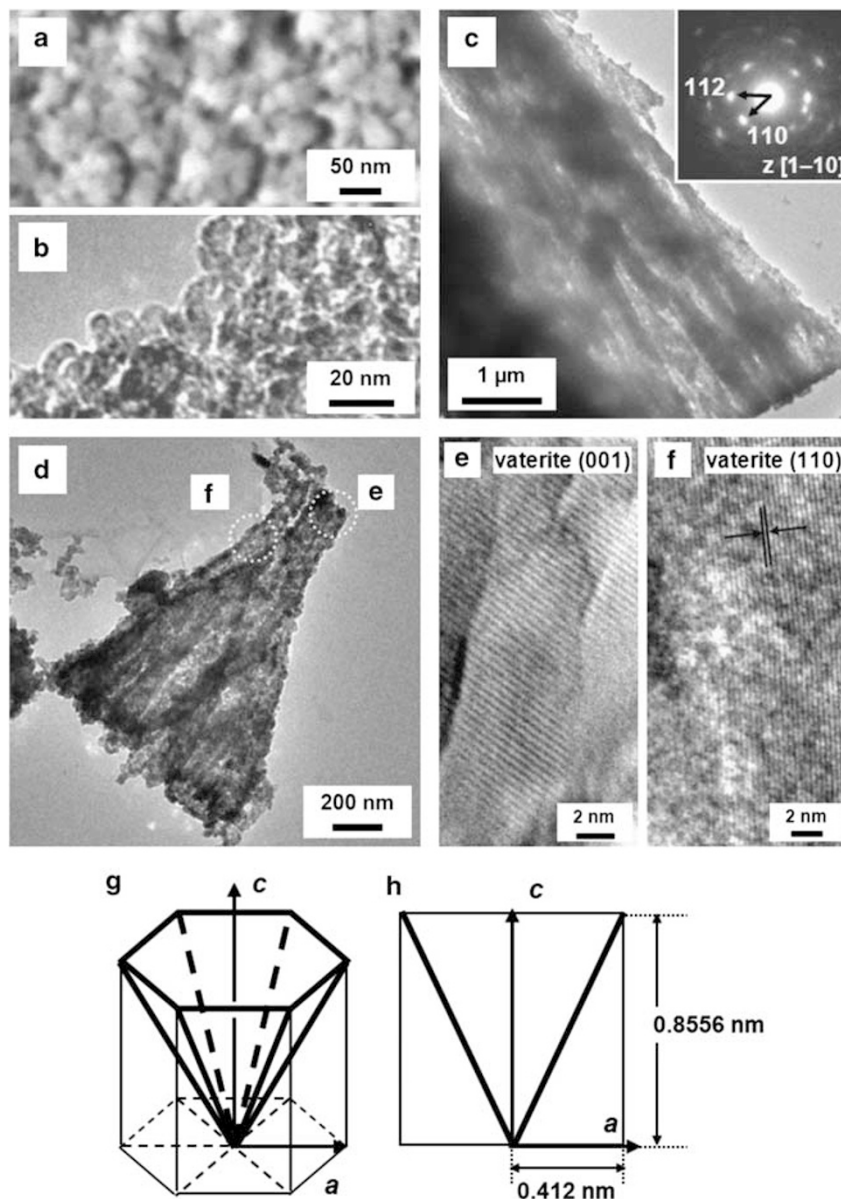 a
50 nm
b
20 nm
c
112
110
z [1–10]
1 µm
d
f
e
200 nm
e vaterite (001)
2 nm
f vaterite (110)
2 nm
g
c
a
h
c
0.8556 nm
a
0.412 nm